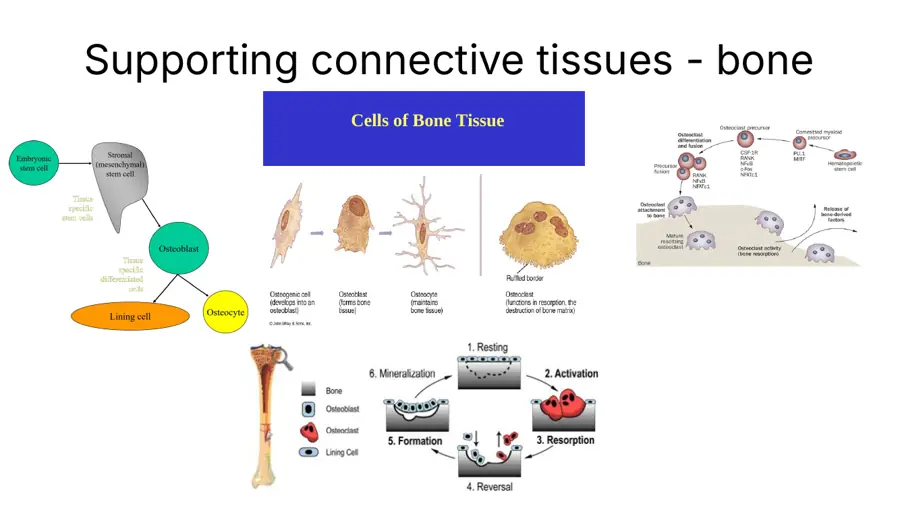 Supporting connective tissues - bone
Cells of Bone Tissue
Embryonic
stem cell
Stromal
(mesenchymal)
stem cell
Tissue
specific
stem cells
Osteoblast
Tissue
specific
differentiated
cells
Lining cell
Osteocyte
Ruffled border
Osteogenic cell
(develops into an
osteoblast)
Osteoblast
(forms bone
tissue)
Osteocyte
(maintains
bone tissue)
Osteoclast
(functions in resorption, the
destruction of bone matrix)
Osteoclast precursor
Committed myeloid
precursor
Osteoclast
differentiation
and fusion
CSF-1R
RANK
NFκB
c-Fos
NFATc1
PU.1
MITF
Hematopoietic
stem cell
Precursor
fusion
RANK
NFκB
NFATc1
Osteoclast
attachment
to bone
Release of
bone-derived
factors
Mature
resorbing
osteoclast
Osteoclast activity
(bone resorption)
Bone
1. Resting
6. Mineralization
2. Activation
Bone
Osteoblast
Osteoclast
Lining Cell
5. Formation
3. Resorption
4. Reversal